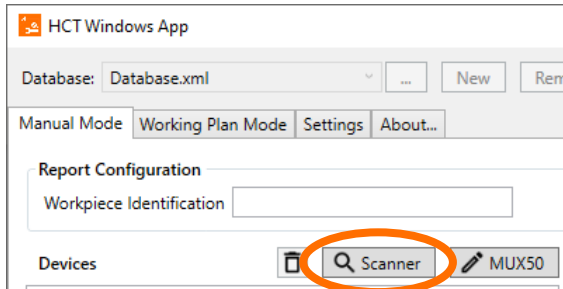 HCT Windows App
Database: Database.xml ... New Rem
Manual Mode Working Plan Mode Settings About...
Report Configuration
Workpiece Identification
Devices Scanner MUX50